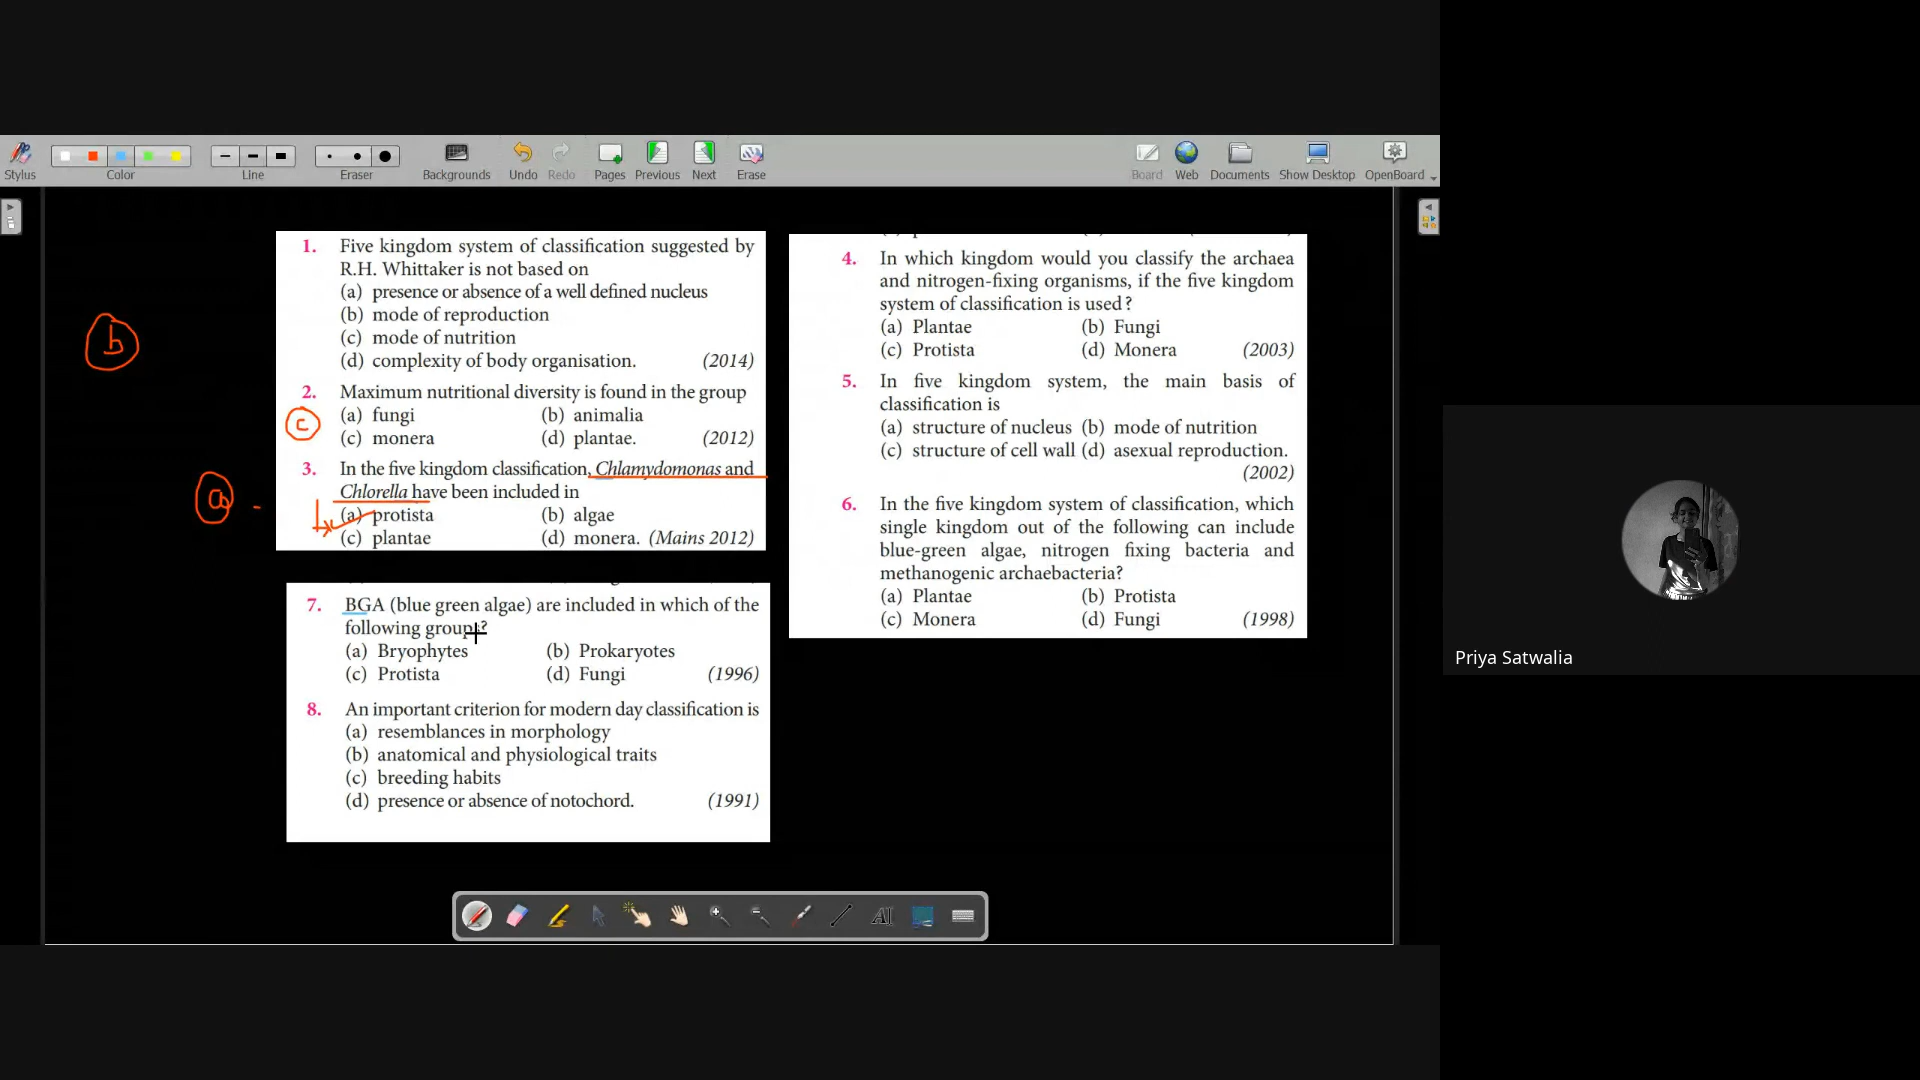 Stylus
Color
Line
Eraser
Backgrounds
Undo
Redo
Pages
Previous
Next
Erase
Board
Web
Documents
Show Desktop
OpenBoard
b
1. Five kingdom system of classification suggested by
R.H. Whittaker is not based on
(a) presence or absence of a well defined nucleus
(b) mode of reproduction
(c) mode of nutrition
(d) complexity of body organisation. (2014)
2. Maximum nutritional diversity is found in the group
(a) fungi (b) animalia
c
(c) monera (d) plantae. (2012)
3. In the five kingdom classification, Chlamydomonas and
Chlorella have been included in
a
(a) protista (b) algae
(c) plantae (d) monera. (Mains 2012)
7. BGA (blue green algae) are included in which of the
following groups?
(a) Bryophytes (b) Prokaryotes
(c) Protista (d) Fungi (1996)
8. An important criterion for modern day classification is
(a) resemblances in morphology
(b) anatomical and physiological traits
(c) breeding habits
(d) presence or absence of notochord. (1991)
4. In which kingdom would you classify the archaea
and nitrogen-fixing organisms, if the five kingdom
system of classification is used?
(a) Plantae (b) Fungi
(c) Protista (d) Monera (2003)
5. In five kingdom system, the main basis of
classification is
(a) structure of nucleus (b) mode of nutrition
(c) structure of cell wall (d) asexual reproduction.
(2002)
6. In the five kingdom system of classification, which
single kingdom out of the following can include
blue-green algae, nitrogen fixing bacteria and
methanogenic archaebacteria?
(a) Plantae (b) Protista
(c) Monera (d) Fungi (1998)
Priya Satwalia